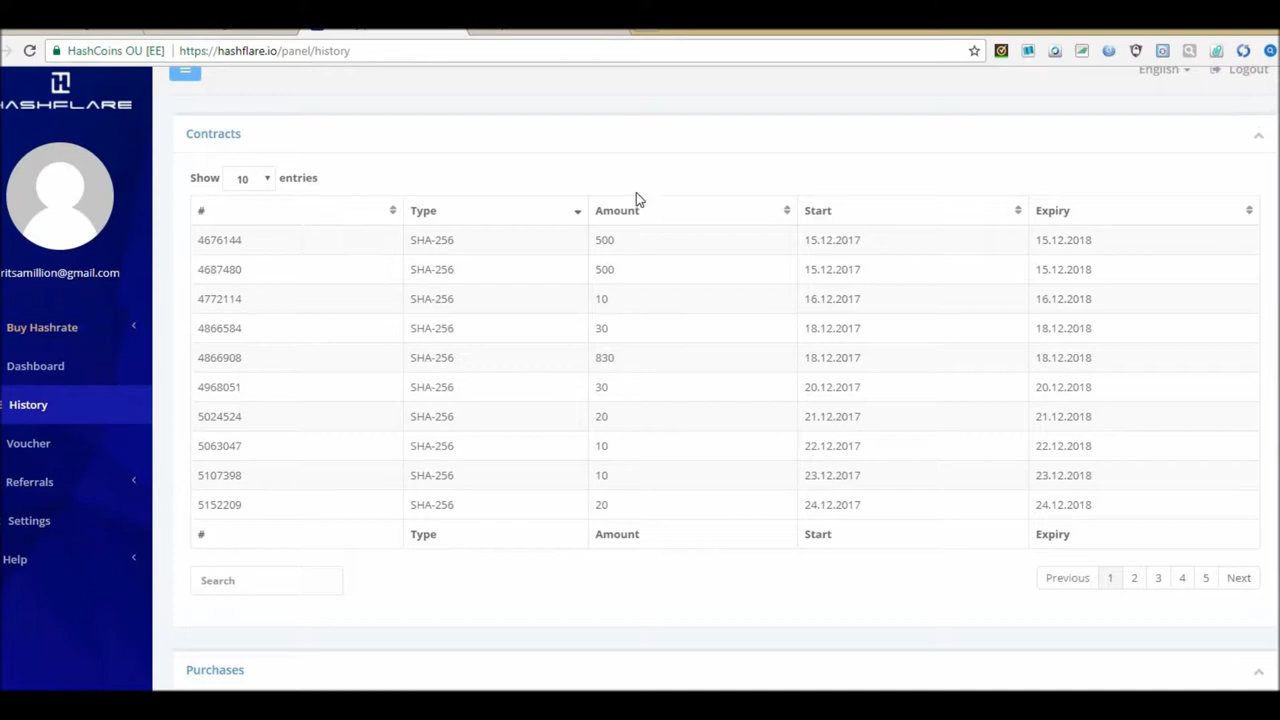 HashCoins OU [EE] https://hashflare.io/panel/history
HASHFLARE
English Logout
Contracts
Show 10 entries
# Type Amount Start Expiry
4676144 SHA-256 500 15.12.2017 15.12.2018
4687480 SHA-256 500 15.12.2017 15.12.2018
4772114 SHA-256 10 16.12.2017 16.12.2018
4866584 SHA-256 30 18.12.2017 18.12.2018
4866908 SHA-256 830 18.12.2017 18.12.2018
4968051 SHA-256 30 20.12.2017 20.12.2018
5024524 SHA-256 20 21.12.2017 21.12.2018
5063047 SHA-256 10 22.12.2017 22.12.2018
5107398 SHA-256 10 23.12.2017 23.12.2018
5152209 SHA-256 20 24.12.2017 24.12.2018
# Type Amount Start Expiry
Search
Previous 1 2 3 4 5 Next
Purchases
ritsamillion@gmail.com
Buy Hashrate
Dashboard
History
Voucher
Referrals
Settings
Help